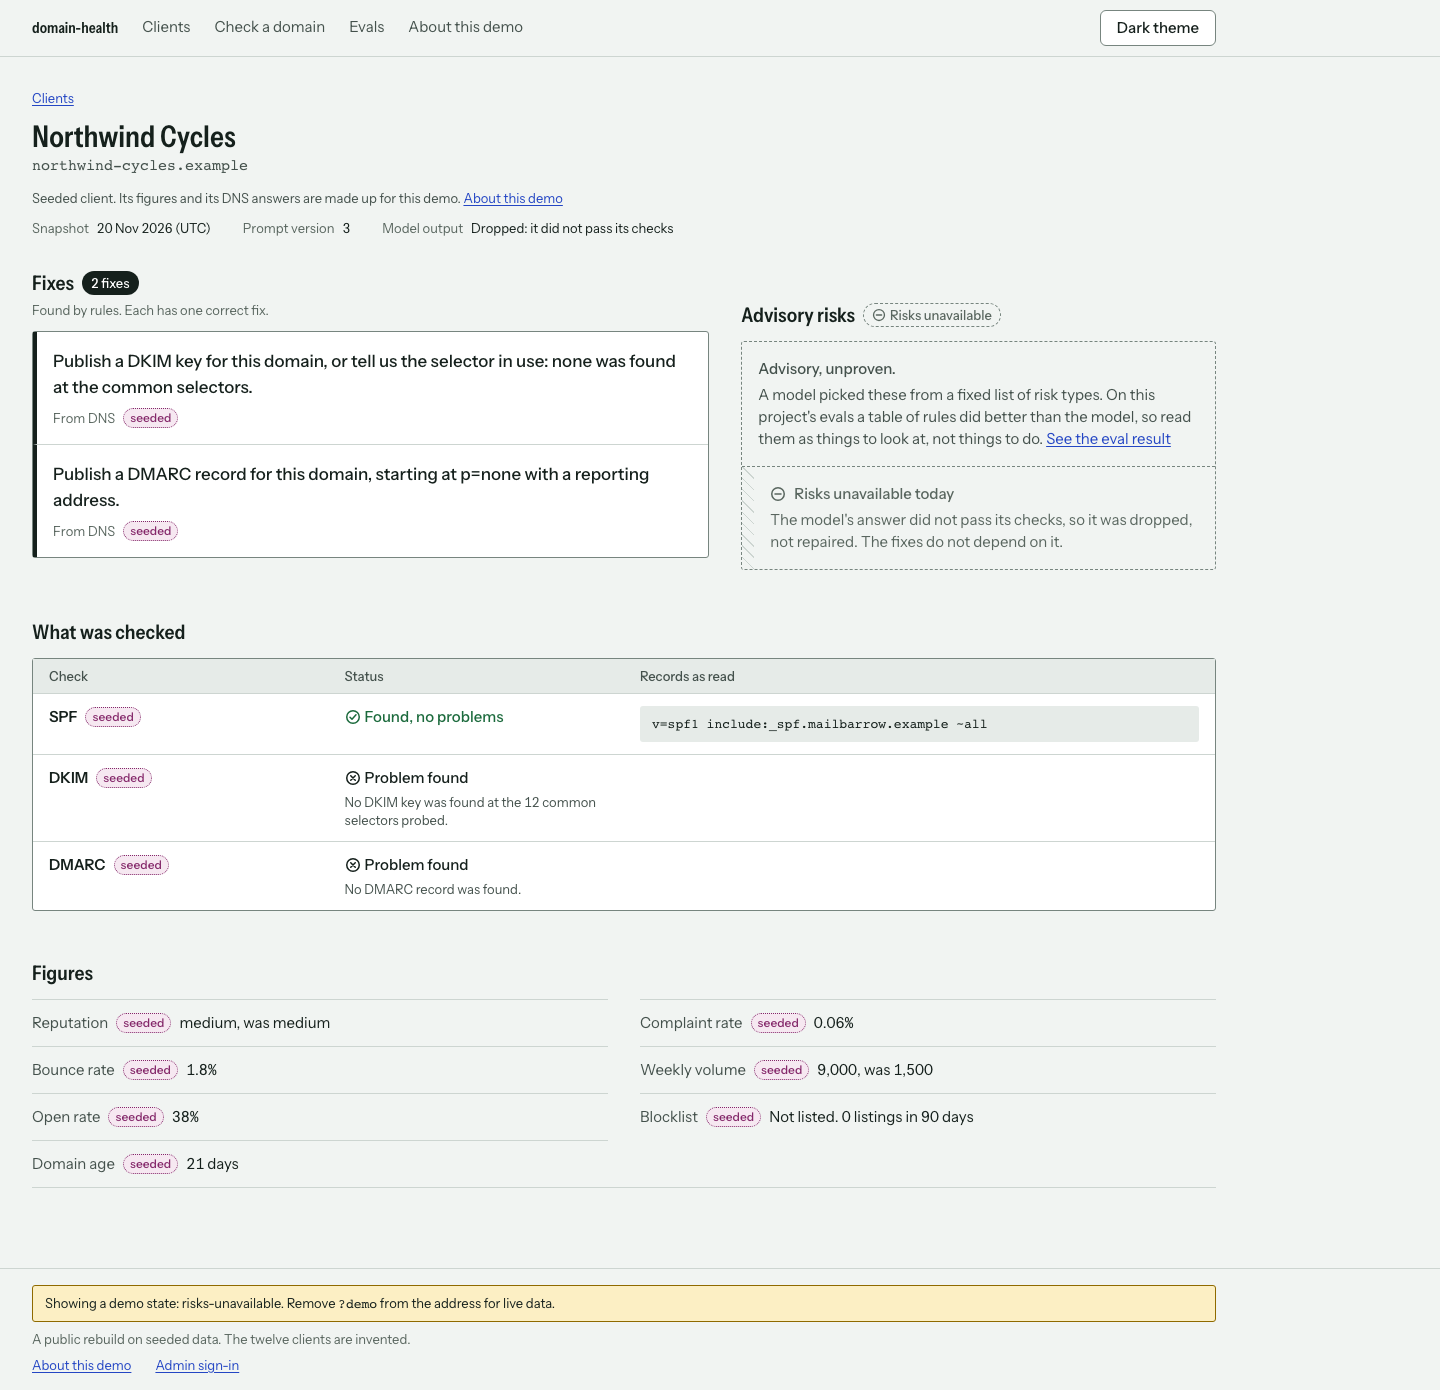 domain-health Clients Check a domain Evals About this demo Dark theme
Clients
Northwind Cycles
northwind-cycles.example
Seeded client. Its figures and its DNS answers are made up for this demo. About this demo
Snapshot 20 Nov 2026 (UTC) Prompt version 3 Model output Dropped: it did not pass its checks
Fixes 2 fixes
Found by rules. Each has one correct fix.
Publish a DKIM key for this domain, or tell us the selector in use: none was found
at the common selectors.
From DNS seeded
Publish a DMARC record for this domain, starting at p=none with a reporting
address.
From DNS seeded
Advisory risks Risks unavailable
Advisory, unproven.
A model picked these from a fixed list of risk types. On this
project's evals a table of rules did better than the model, so read
them as things to look at, not things to do. See the eval result
Risks unavailable today
The model's answer did not pass its checks, so it was dropped,
not repaired. The fixes do not depend on it.
What was checked
Check Status Records as read
SPF seeded Found, no problems v=spf1 include:_spf.mailbarrow.example ~all
DKIM seeded Problem found
No DKIM key was found at the 12 common
selectors probed.
DMARC seeded Problem found
No DMARC record was found.
Figures
Reputation seeded medium, was medium
Bounce rate seeded 1.8%
Open rate seeded 38%
Domain age seeded 21 days
Complaint rate seeded 0.06%
Weekly volume seeded 9,000, was 1,500
Blocklist seeded Not listed. 0 listings in 90 days
Showing a demo state: risks-unavailable. Remove ?demo from the address for live data.
A public rebuild on seeded data. The twelve clients are invented.
About this demo Admin sign-in